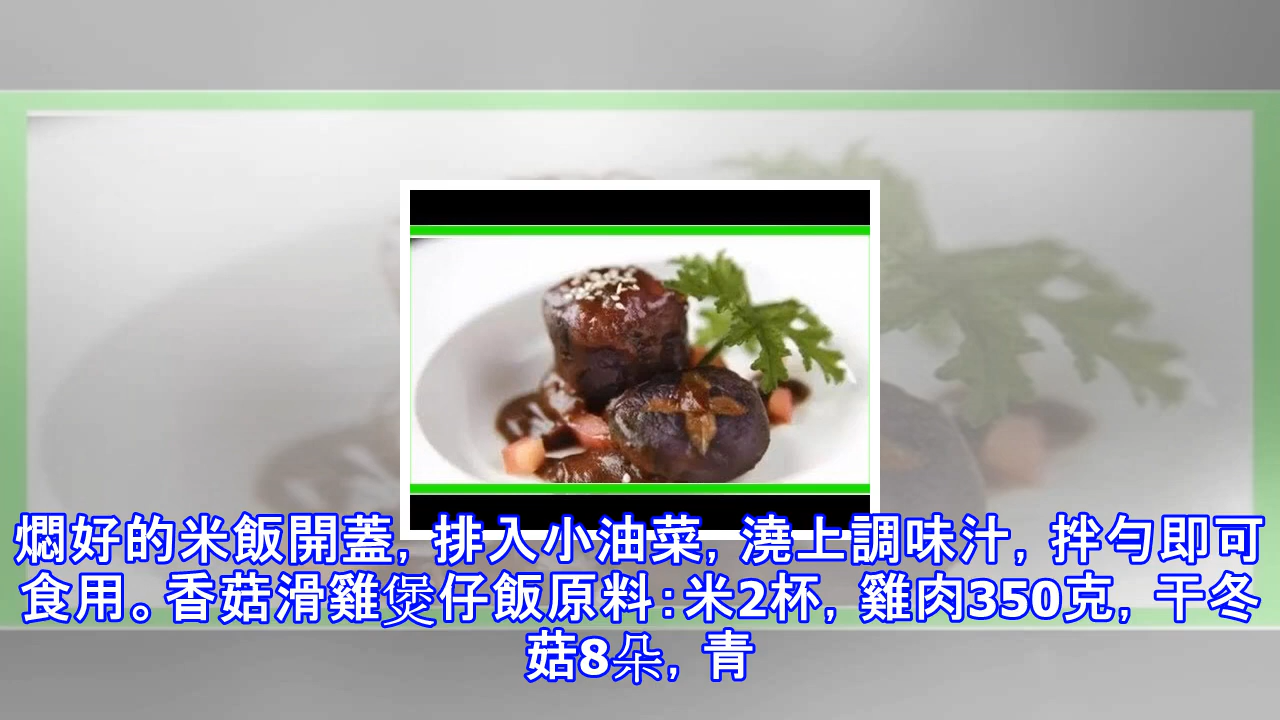 燜好的米飯開蓋, 排入小油菜, 澆上調味汁, 拌勻即可
食用。香菇滑雞煲仔飯原料:米2杯, 雞肉350克, 干冬
菇8朵, 青